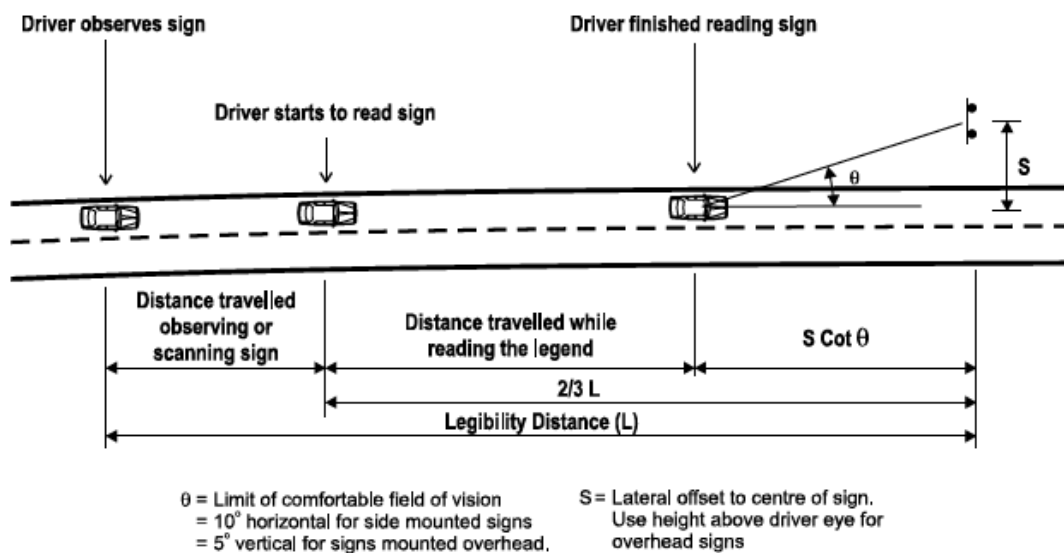 Driver observes sign
Driver finished reading sign
Driver starts to read sign
θ
S
Distance travelled
observing or
scanning sign
Distance travelled while
reading the legend
S Cot θ
2/3 L
Legibility Distance (L)
θ = Limit of comfortable field of vision
= 10° horizontal for side mounted signs
= 5° vertical for signs mounted overhead.
S = Lateral offset to centre of sign.
Use height above driver eye for
overhead signs